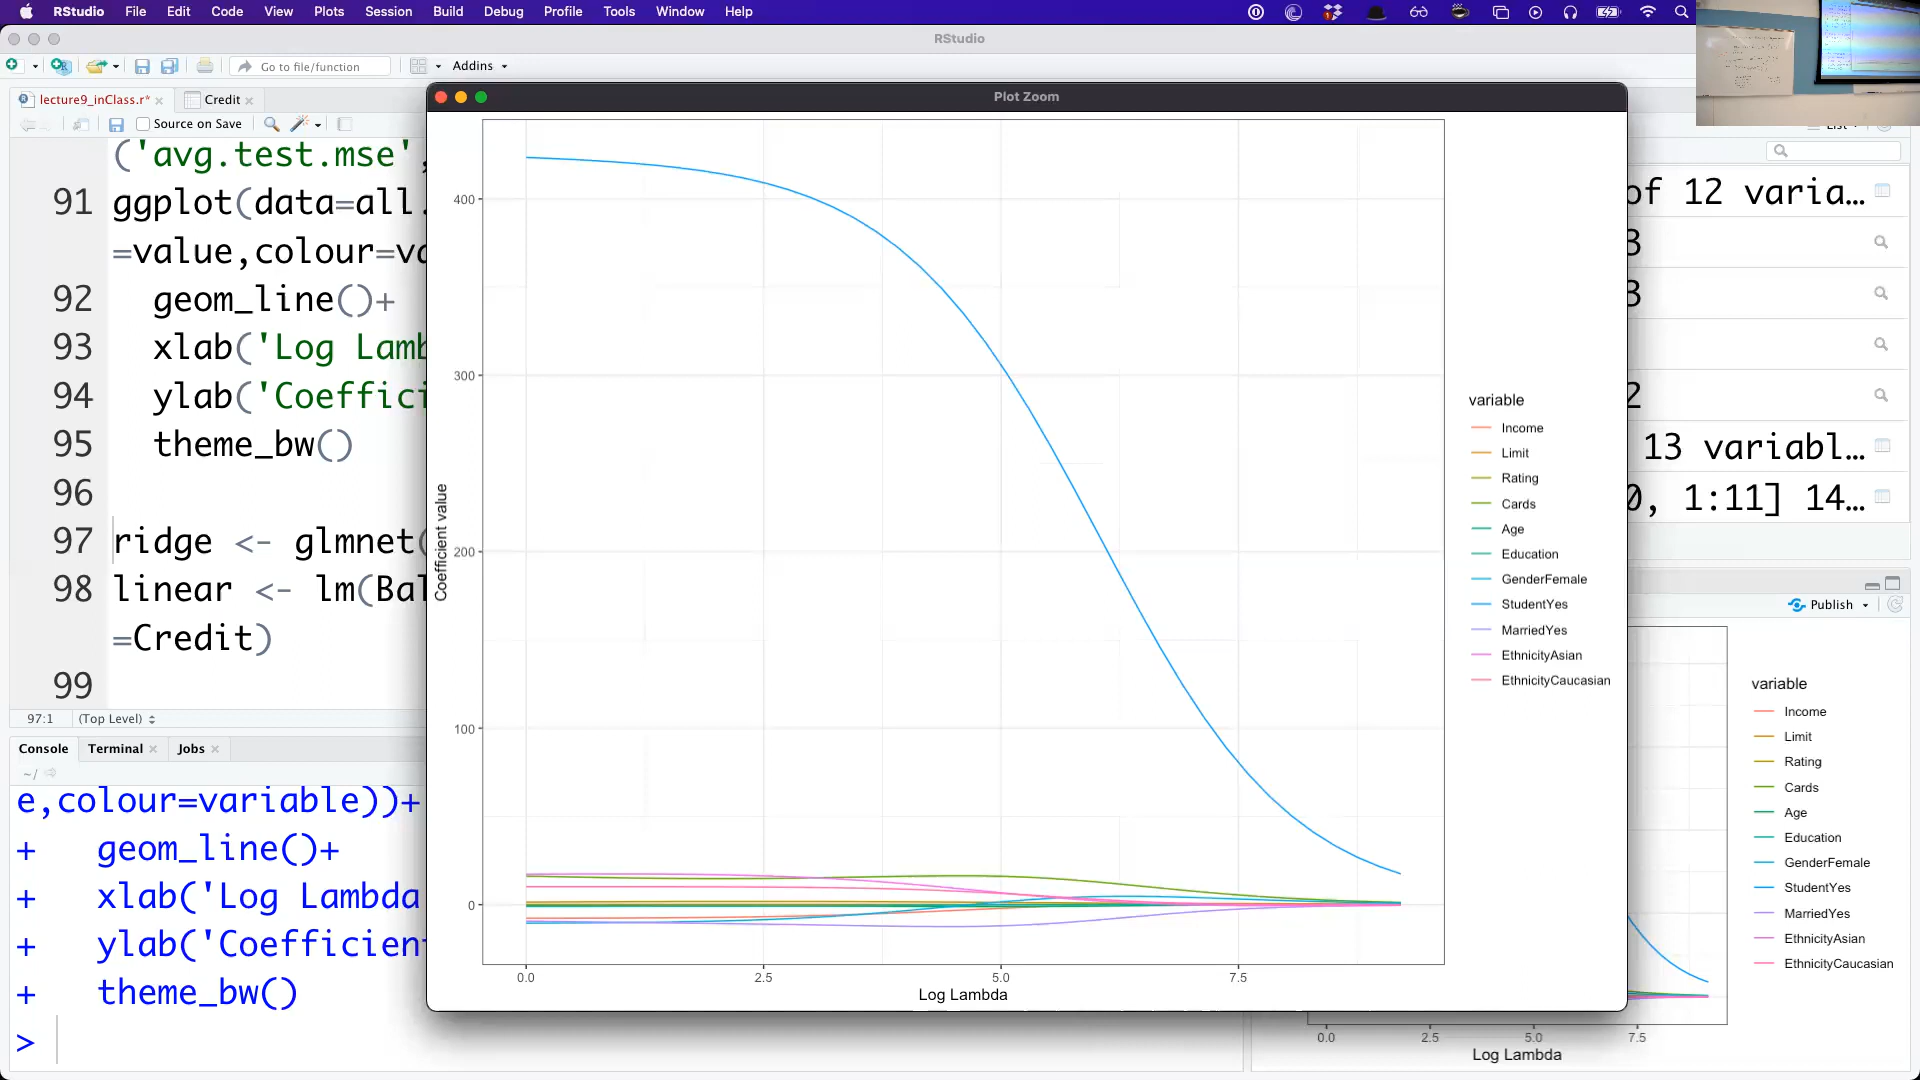 RStudio File Edit Code View Plots Session Build Debug Profile Tools Window Help
RStudio
Go to file/function Addins
lecture9_inClass.r* Credit
Source on Save
('avg.test.mse',
91 ggplot(data=all.
=value,colour=va
92 geom_line()+
93 xlab('Log Lamb
94 ylab('Coeffici
95 theme_bw()
96
97 ridge <- glmnet(
98 linear <- lm(Bal
=Credit)
99
97:1 (Top Level)
Console Terminal Jobs
~/
e,colour=variable))+
+ geom_line()+
+ xlab('Log Lambda
+ ylab('Coefficient
+ theme_bw()
>
Plot Zoom
400
300
200
100
0
Coefficient value
0.0 2.5 5.0 7.5
Log Lambda
variable
Income
Limit
Rating
Cards
Age
Education
GenderFemale
StudentYes
MarriedYes
EthnicityAsian
EthnicityCaucasian
List
of 12 varia…
3
3
2
13 variabl…
0, 1:11] 14…
Publish
variable
Income
Limit
Rating
Cards
Age
Education
GenderFemale
StudentYes
MarriedYes
EthnicityAsian
EthnicityCaucasian
0.0 2.5 5.0 7.5
Log Lambda